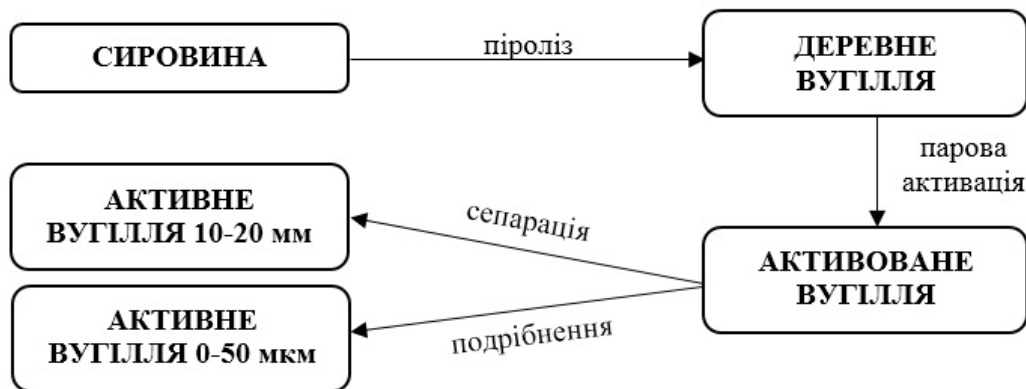 СИРОВИНА
піроліз
ДЕРЕВНЕ
ВУГІЛЛЯ
парова
активація
АКТИВОВАНЕ
ВУГІЛЛЯ
сепарація
АКТИВНЕ
ВУГІЛЛЯ 10-20 мм
подрібнення
АКТИВНЕ
ВУГІЛЛЯ 0-50 мкм